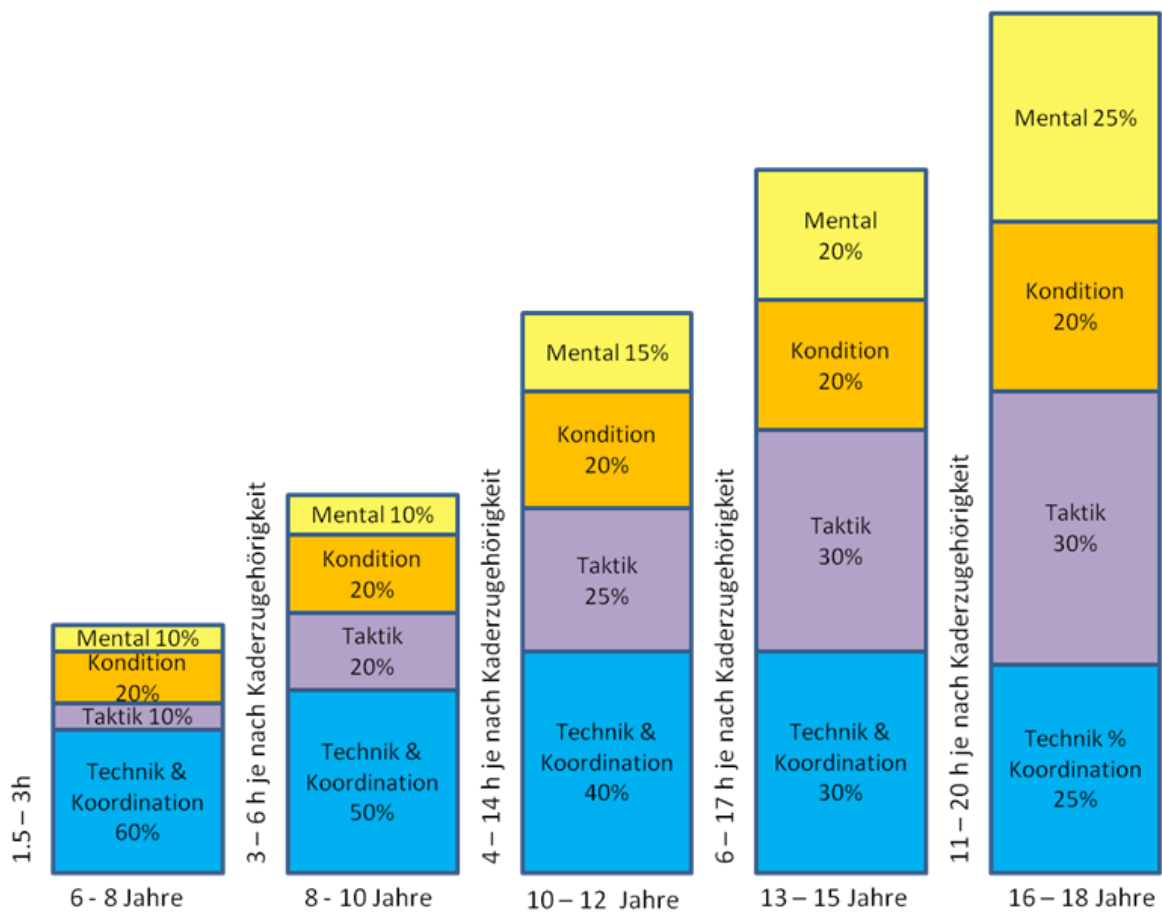 1.5 – 3h
Mental 10%
Kondition
20%
Taktik 10%
Technik &
Koordination
60%
6 - 8 Jahre
3 – 6 h je nach Kaderzugehörigkeit
Mental 10%
Kondition
20%
Taktik
20%
Technik &
Koordination
50%
8 - 10 Jahre
4 – 14 h je nach Kaderzugehörigkeit
Mental 15%
Kondition
20%
Taktik
25%
Technik &
Koordination
40%
10 – 12 Jahre
6 – 17 h je nach Kaderzugehörigkeit
Mental
20%
Kondition
20%
Taktik
30%
Technik &
Koordination
30%
13 – 15 Jahre
11 – 20 h je nach Kaderzugehörigkeit
Mental 25%
Kondition
20%
Taktik
30%
Technik %
Koordination
25%
16 – 18 Jahre